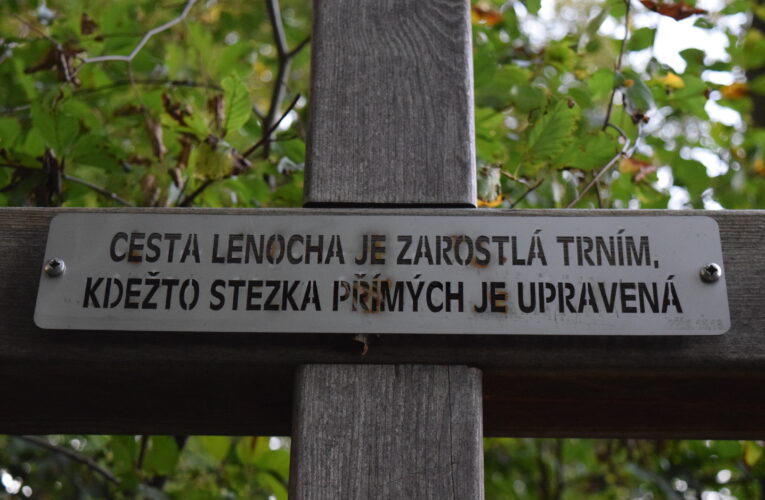 CESTA LENOCHA JE ZAROSTLÁ TRNÍM,
KDEŽTO STEZKA PŘÍMÝCH JE UPRAVENÁ